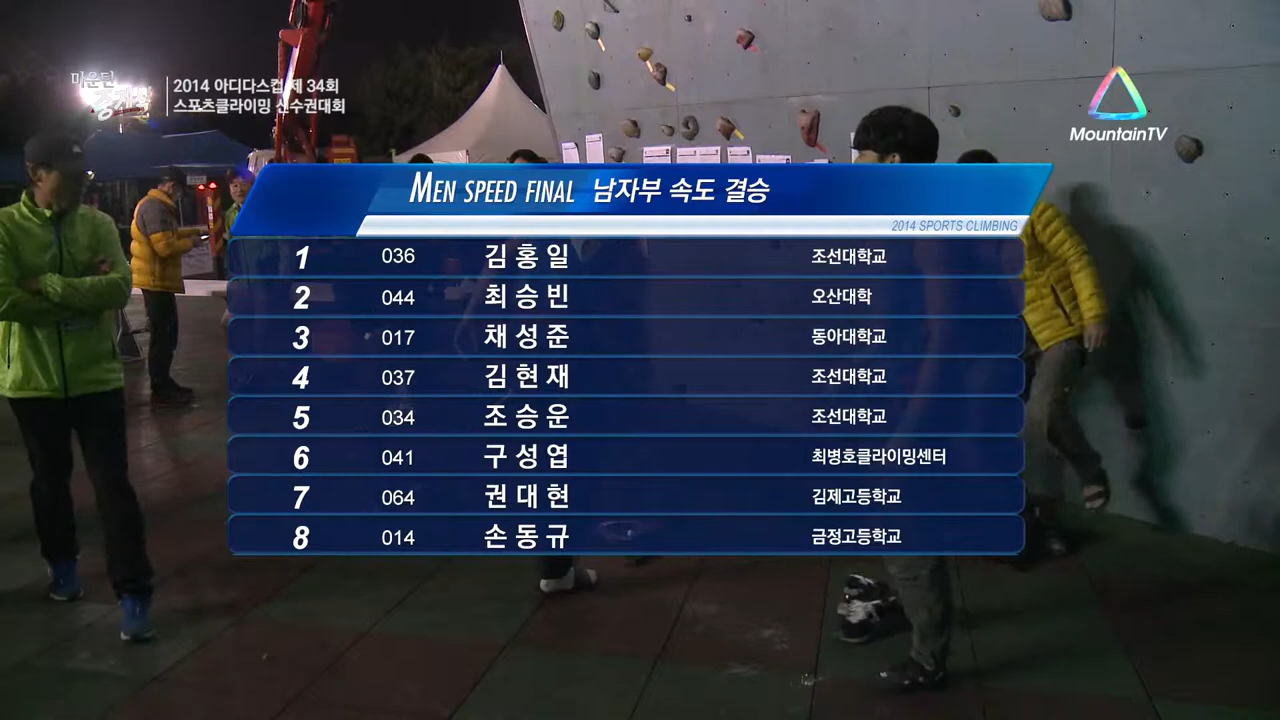 마운틴
중계석
2014 아디다스컵 제 34회
스포츠클라이밍 선수권대회
MountainTV
MEN SPEED FINAL 남자부 속도 결승
2014 SPORTS CLIMBING
1 036 김홍일 조선대학교
2 044 최승빈 오산대학
3 017 채성준 동아대학교
4 037 김현재 조선대학교
5 034 조승운 조선대학교
6 041 구성엽 최병호클라이밍센터
7 064 권대현 김제고등학교
8 014 손동규 금정고등학교